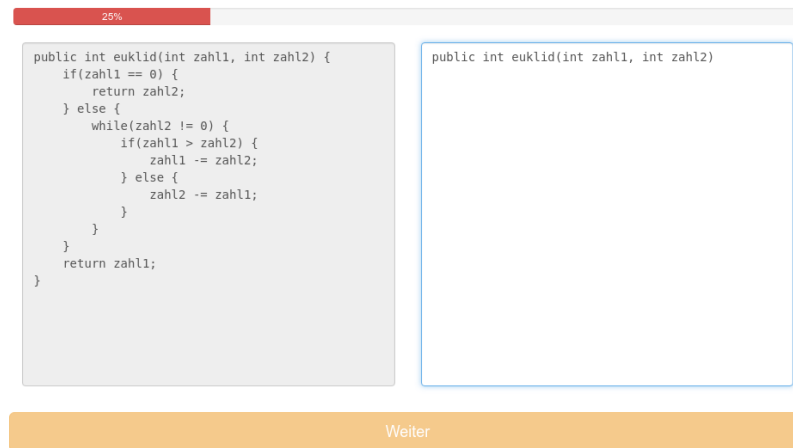 25%
public int euklid(int zahl1, int zahl2) {
    if(zahl1 == 0) {
        return zahl2;
    } else {
        while(zahl2 != 0) {
            if(zahl1 > zahl2) {
                zahl1 -= zahl2;
            } else {
                zahl2 -= zahl1;
            }
        }
    }
    return zahl1;
}
public int euklid(int zahl1, int zahl2)
Weiter